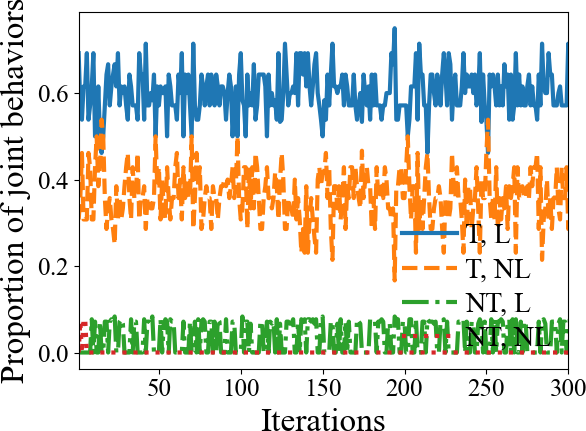 Proportion of joint behaviors
0.6
0.4
0.2
0.0
T, L
T, NL
NT, L
NT, NL
50
100
150
200
250
300
Iterations